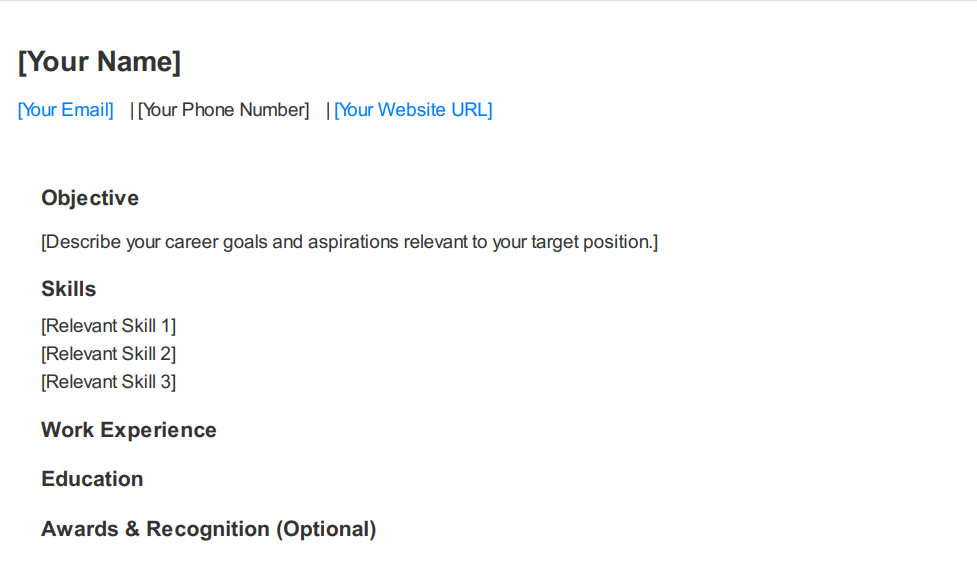 [Your Name]
[Your Email] | [Your Phone Number] | [Your Website URL]
Objective
[Describe your career goals and aspirations relevant to your target position.]
Skills
[Relevant Skill 1]
[Relevant Skill 2]
[Relevant Skill 3]
Work Experience
Education
Awards & Recognition (Optional)